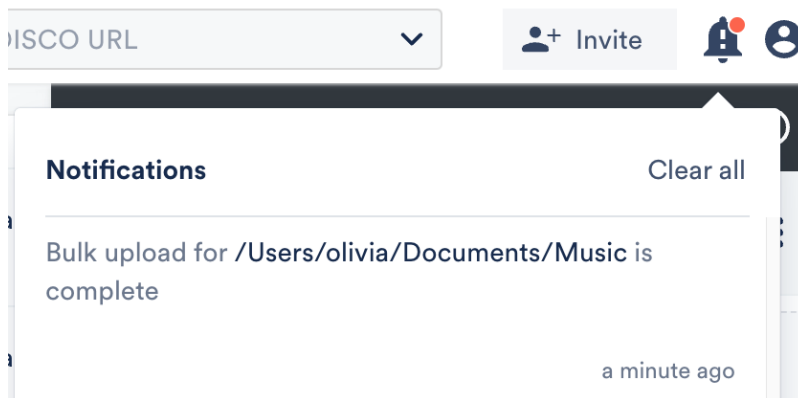 DISCO URL
Invite
Notifications
Clear all
Bulk upload for /Users/olivia/Documents/Music is
complete
a minute ago